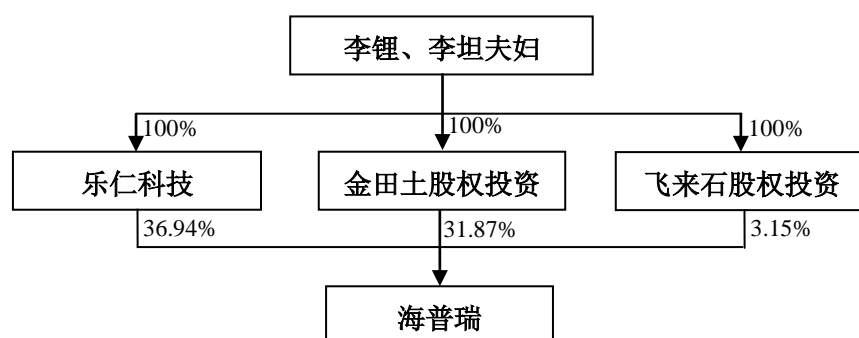 李锂、李坦夫妇
100%
100%
100%
乐仁科技
金田土股权投资
飞来石股权投资
36.94%
31.87%
3.15%
海普瑞